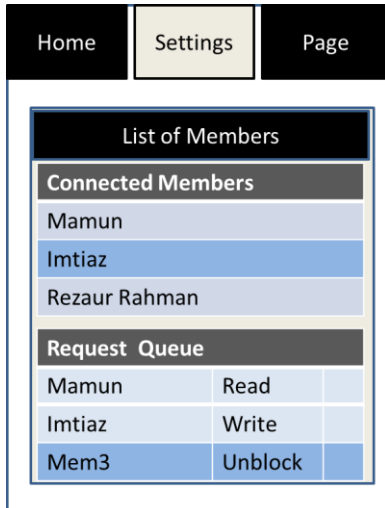 Home Settings Page
List of Members
Connected Members
Mamun
Imtiaz
Rezaur Rahman
Request Queue
Mamun Read
Imtiaz Write
Mem3 Unblock